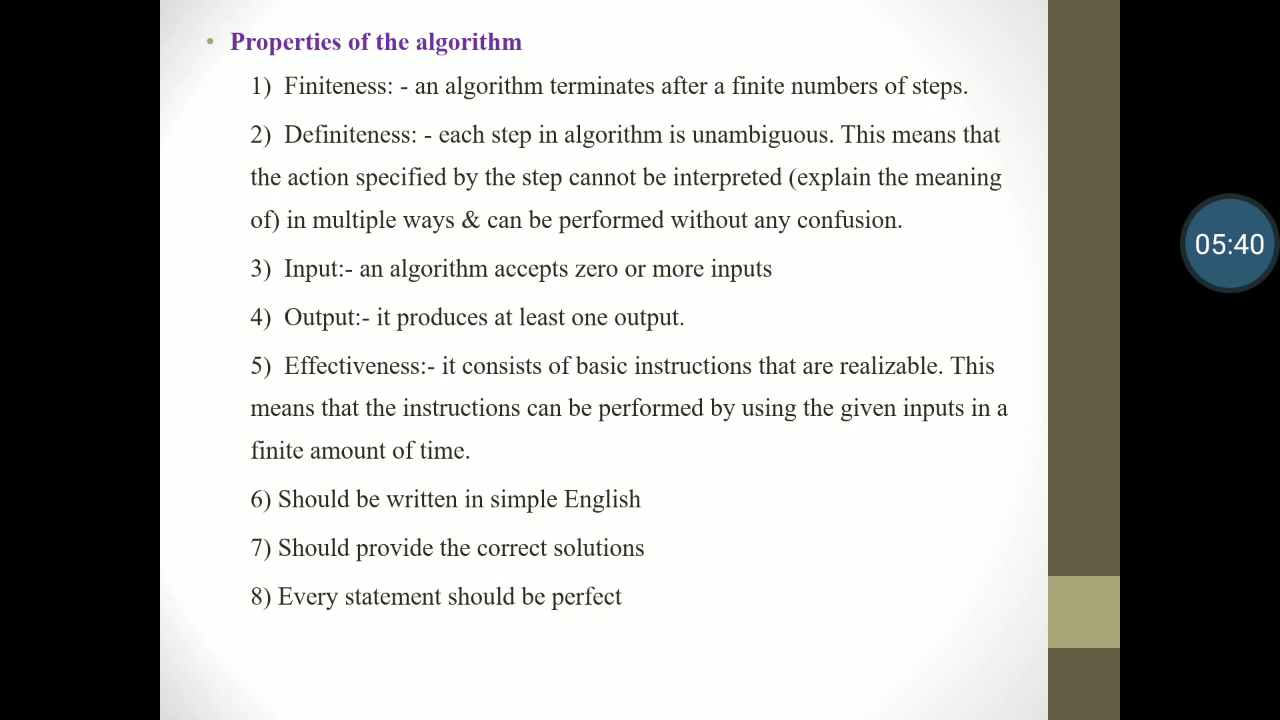 • Properties of the algorithm
1) Finiteness: - an algorithm terminates after a finite numbers of steps.
2) Definiteness: - each step in algorithm is unambiguous. This means that
the action specified by the step cannot be interpreted (explain the meaning
of) in multiple ways & can be performed without any confusion.
3) Input:- an algorithm accepts zero or more inputs
4) Output:- it produces at least one output.
5) Effectiveness:- it consists of basic instructions that are realizable. This
means that the instructions can be performed by using the given inputs in a
finite amount of time.
6) Should be written in simple English
7) Should provide the correct solutions
8) Every statement should be perfect
05:40